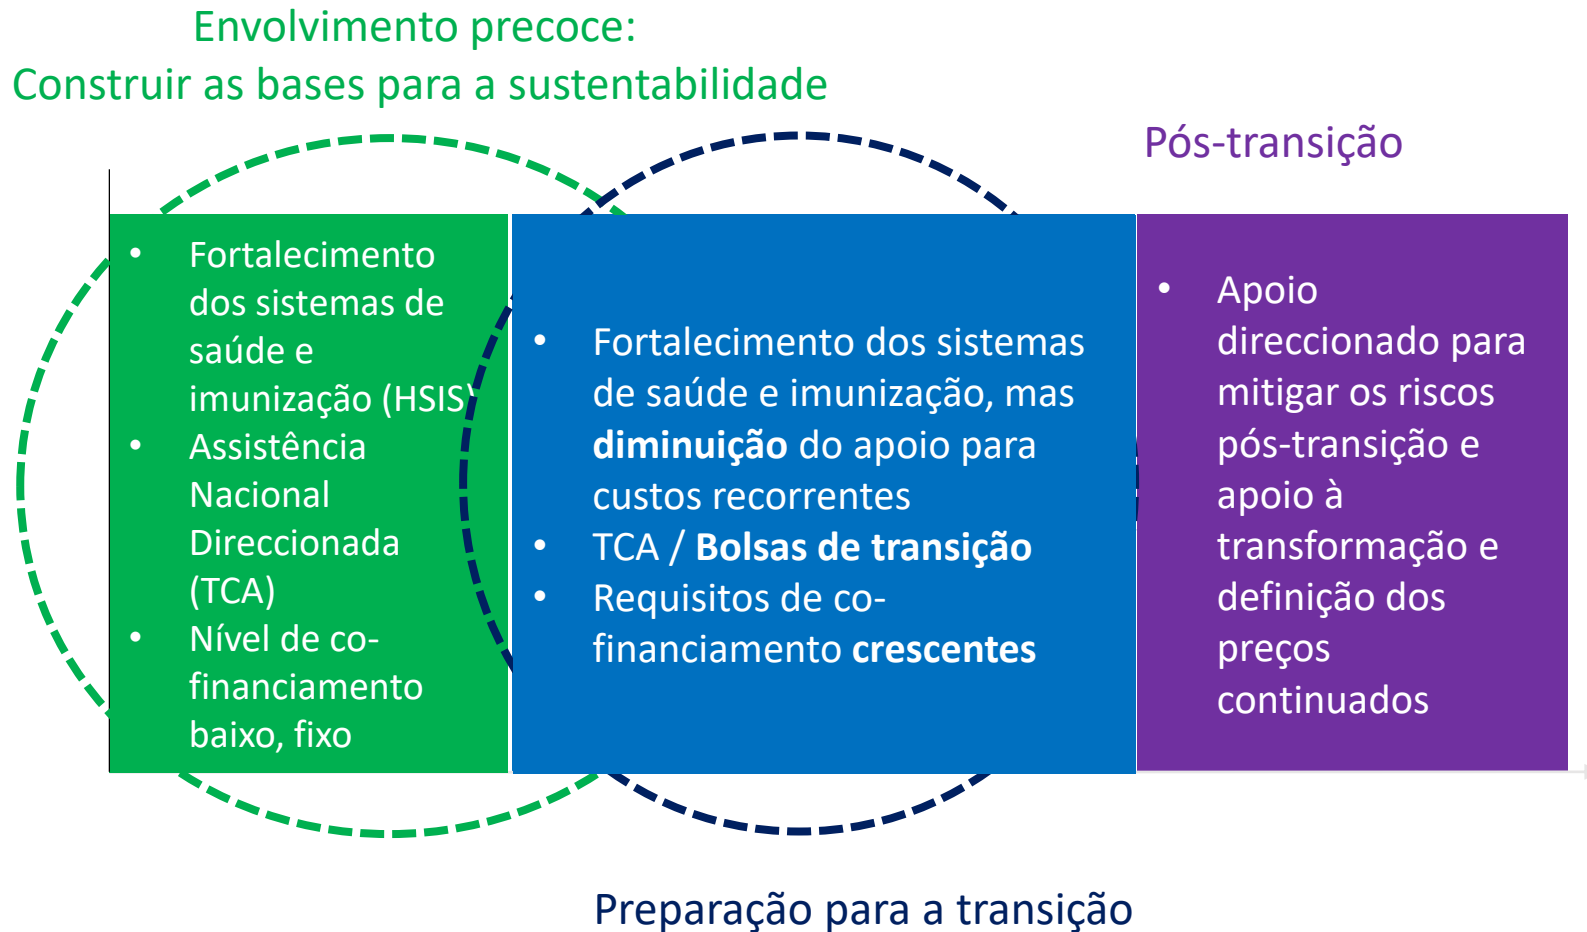 Envolvimento precoce:
Construir as bases para a sustentabilidade
Pós-transição
• Fortalecimento
dos sistemas de
saúde e
imunização (HSIS)
• Assistência
Nacional
Direccionada
(TCA)
• Nível de co-
financiamento
baixo, fixo
• Fortalecimento dos sistemas
de saúde e imunização, mas
diminuição do apoio para
custos recorrentes
• TCA / Bolsas de transição
• Requisitos de co-
financiamento crescentes
• Apoio
direccionado para
mitigar os riscos
pós-transição e
apoio à
transformação e
definição dos
preços
continuados
Preparação para a transição